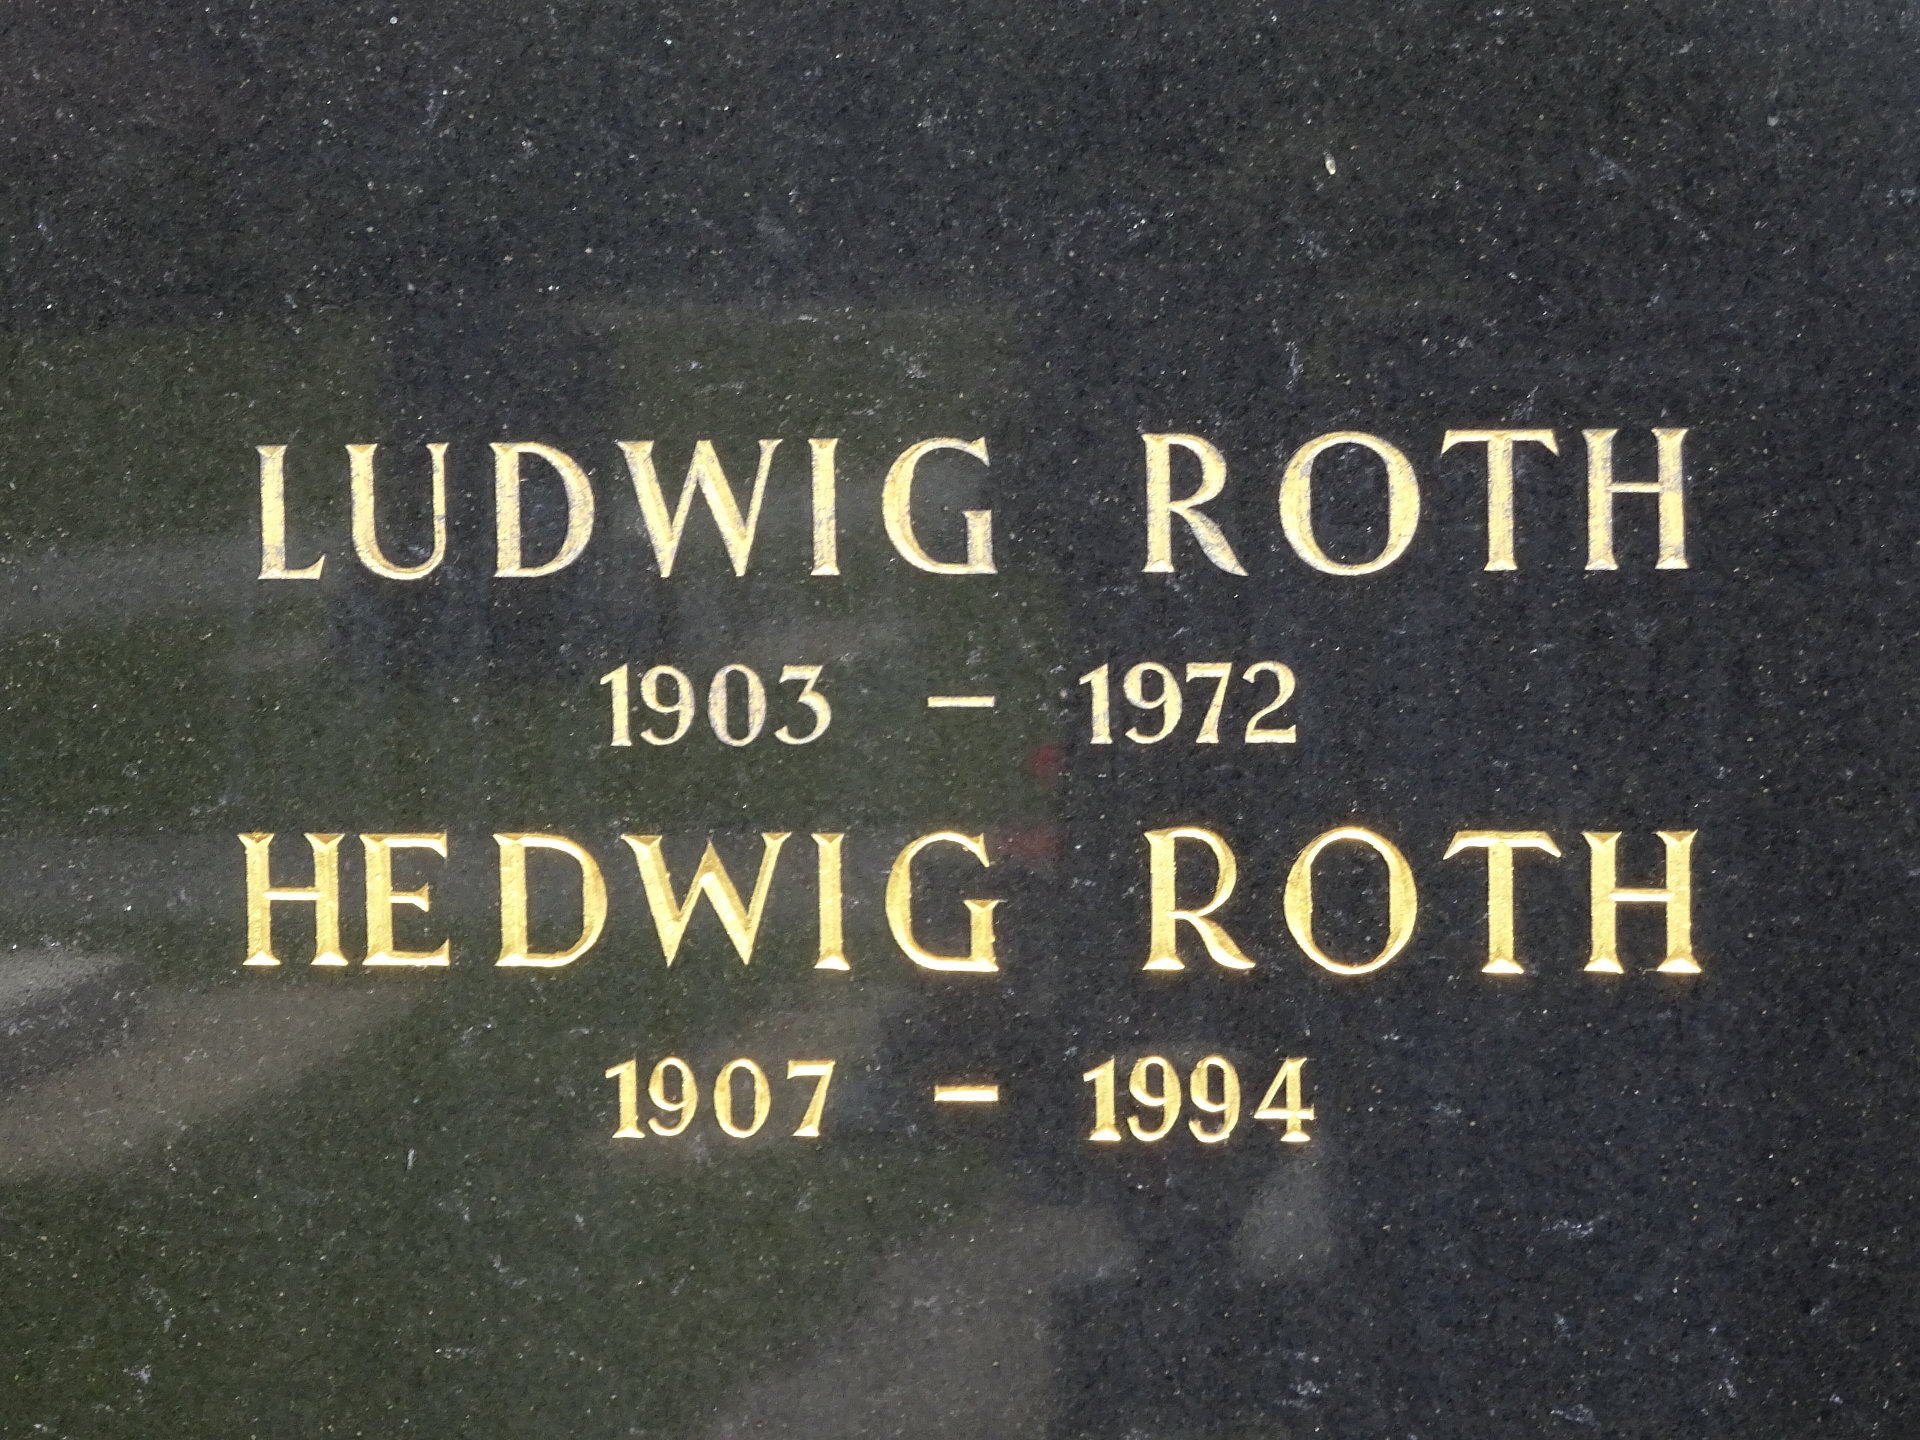 LUDWIG ROTH
1903 – 1972
HEDWIG ROTH
1907 – 1994